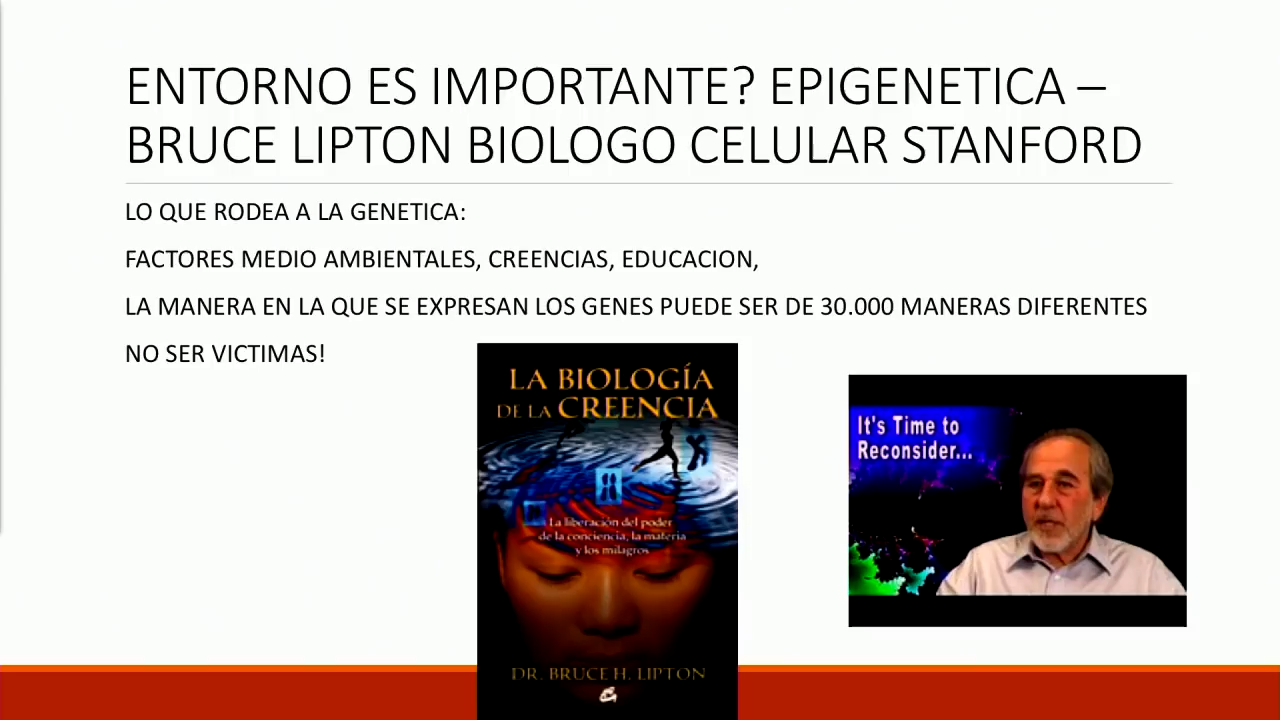 ENTORNO ES IMPORTANTE? EPIGENETICA –
BRUCE LIPTON BIOLOGO CELULAR STANFORD
LO QUE RODEA A LA GENETICA:
FACTORES MEDIO AMBIENTALES, CREENCIAS, EDUCACION,
LA MANERA EN LA QUE SE EXPRESAN LOS GENES PUEDE SER DE 30.000 MANERAS DIFERENTES
NO SER VICTIMAS!
LA BIOLOGÍA
DE LA CREENCIA
La liberación del poder
de la conciencia, la materia
y los milagros
DR. BRUCE H. LIPTON
It's Time to
Reconsider...